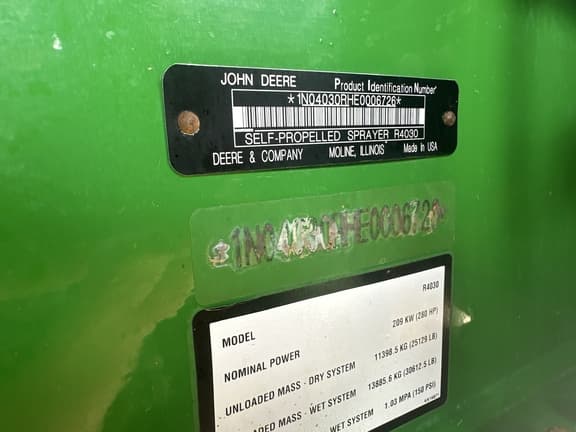 JOHN DEERE Product Identification Number
*1N04030RHE0006726*
SELF-PROPELLED SPRAYER R4030
DEERE & COMPANY MOLINE, ILLINOIS Made In USA
MODEL R4030
NOMINAL POWER 209 KW (280 HP)
UNLOADED MASS - DRY SYSTEM 11398.5 KG (25129 LB)
MASS - WET SYSTEM 13885.6 KG (30612.5 LB)
WET SYSTEM 1.03 MPA (150 PSI)